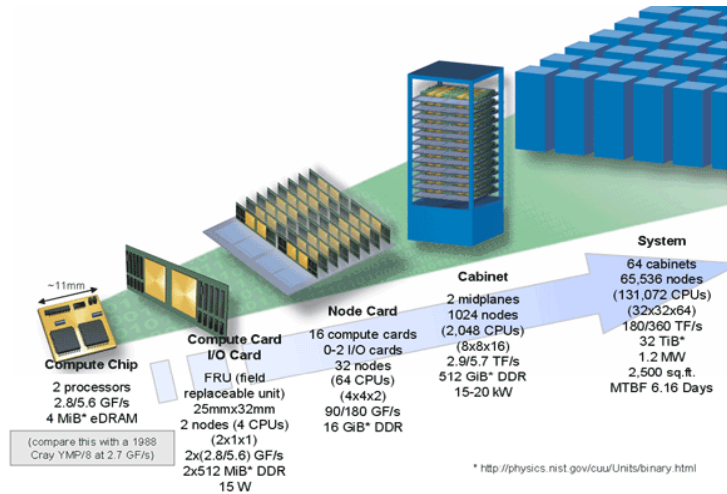 ~11mm
Compute Chip
2 processors
2.8/5.6 GF/s
4 MiB* eDRAM
(compare this with a 1988
Cray YMP/8 at 2.7 GF/s)
Compute Card
I/O Card
FRU (field
replaceable unit)
25mmx32mm
2 nodes (4 CPUs)
(2x1x1)
2x(2.8/5.6) GF/s
2x512 MiB* DDR
15 W
Node Card
16 compute cards
0-2 I/O cards
32 nodes
(64 CPUs)
(4x4x2)
90/180 GF/s
16 GiB* DDR
Cabinet
2 midplanes
1024 nodes
(2,048 CPUs)
(8x8x16)
2.9/5.7 TF/s
512 GiB* DDR
15-20 kW
System
64 cabinets
65,536 nodes
(131,072 CPUs)
(32x32x64)
180/360 TF/s
32 TiB*
1.2 MW
2,500 sq.ft.
MTBF 6.16 Days
* http://physics.nist.gov/cuu/Units/binary.html